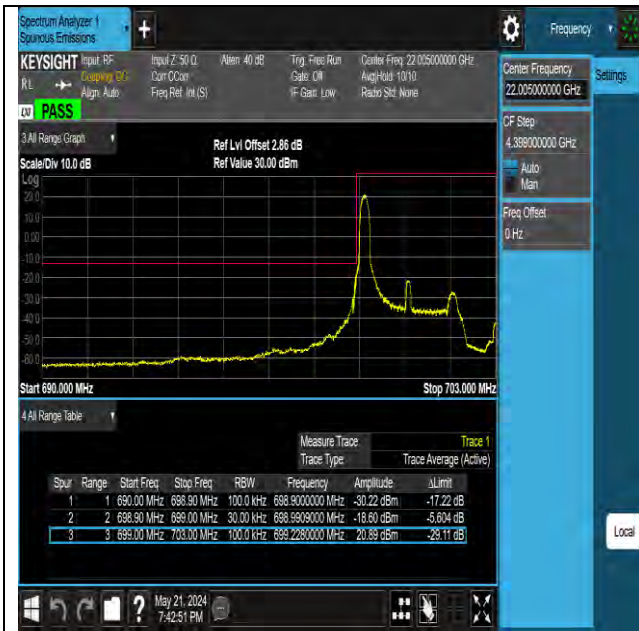 Spectrum Analyzer 1
Spurious Emissions
Frequency
KEYSIGHT
Input: RF
Coupling: DC
Align: Auto
Input Z: 50 Ω
Corr CCorr
Freq Ref: Int (S)
Atten: 40 dB
Trig: Free Run
Gate: Off
IF Gain: Low
Center Freq: 22.005000000 GHz
Avg|Hold: 10/10
Radio Std: None
RL
LXI
PASS
Center Frequency
22.005000000 GHz
Settings
CF Step
4.399000000 GHz
Auto
Man
Freq Offset
0 Hz
3 All Range Graph
Scale/Div 10.0 dB
Ref Lvl Offset 2.86 dB
Ref Value 30.00 dBm
Log
20.0
10.0
0.00
-10.0
-20.0
-30.0
-40.0
-50.0
-60.0
Start 690.000 MHz
Stop 703.000 MHz
4 All Range Table
Measure Trace Trace 1
Trace Type Trace Average (Active)
Spur Range Start Freq Stop Freq RBW Frequency Amplitude ΔLimit
1 1 690.00 MHz 698.90 MHz 100.0 kHz 698.9000000 MHz -30.22 dBm -17.22 dB
2 2 698.90 MHz 699.00 MHz 30.00 kHz 698.9909000 MHz -18.60 dBm -5.604 dB
3 3 699.00 MHz 703.00 MHz 100.0 kHz 699.2280000 MHz 20.89 dBm -29.11 dB
Local
?
May 21, 2024
7:42:51 PM